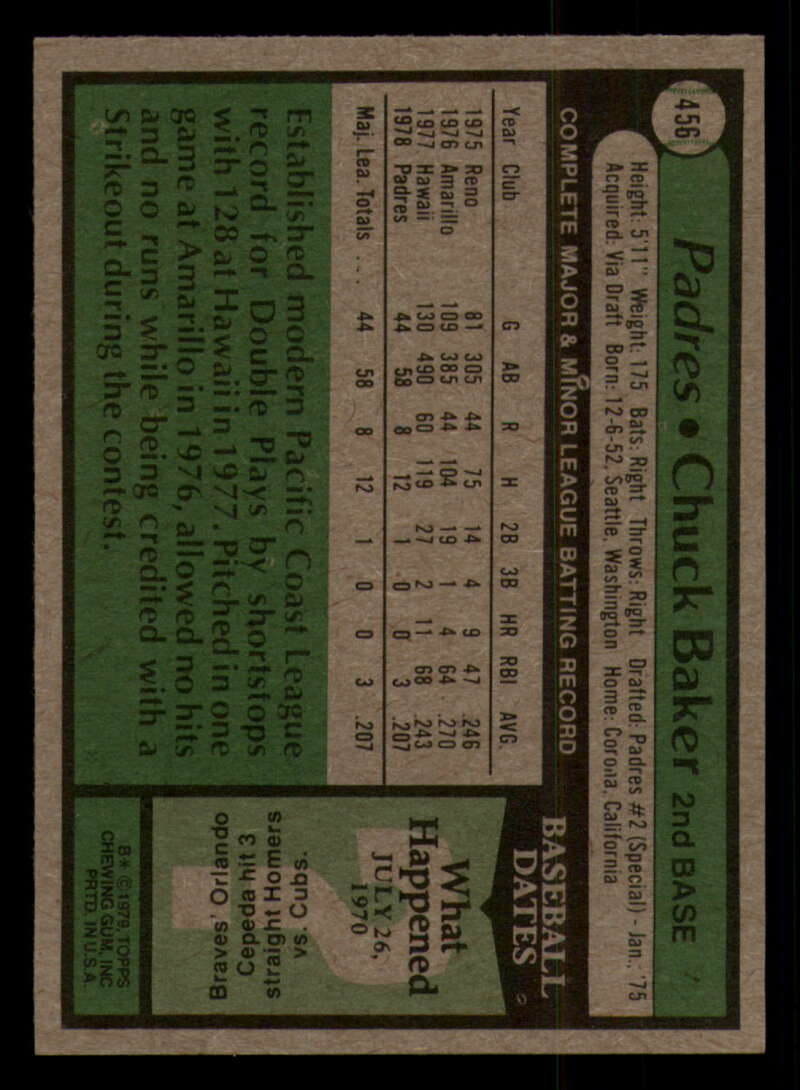 456
Padres • Chuck Baker 2nd BASE
Height: 5'11" Weight: 175 Bats: Right Throws: Right Drafted: Padres #2 (Special) - Jan., '75
Acquired: Via Draft Born: 12-6-52, Seattle, Washington Home: Corona, California
COMPLETE MAJOR & MINOR LEAGUE BATTING RECORD
Year Club G AB R H 2B 3B HR RBI AVG.
1975 Reno 81 305 44 75 14 4 9 47 .246
1976 Amarillo 109 385 44 104 19 1 4 64 .270
1977 Hawaii 130 490 60 119 27 2 11 68 .243
1978 Padres 44 58 8 12 1 0 0 3 .207
Maj. Lea. Totals . . . 44 58 8 12 1 0 0 3 .207
Established modern Pacific Coast League
record for Double Plays by shortstops
with 128 at Hawaii in 1977. Pitched in one
game at Amarillo in 1976, allowed no hits
and no runs while being credited with a
Strikeout during the contest.
BASEBALL
DATES
What
Happened
JULY 26,
1970
?
Braves' Orlando
Cepeda hit 3
straight Homers
vs. Cubs.
B* ©1979, TOPPS
CHEWING GUM, INC
PRTD. IN U.S.A.